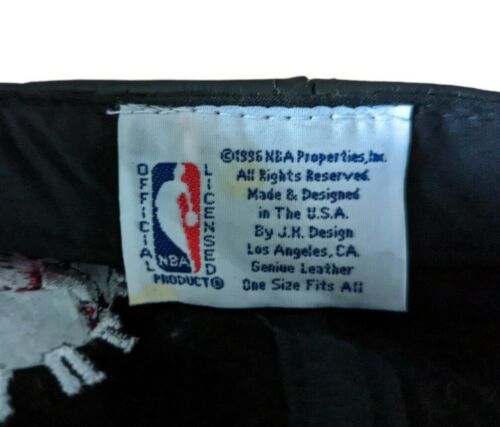 OFFICIAL
LICENSED
NBA
PRODUCT®
©1996 NBA Properties, Inc.
All Rights Reserved.
Made & Designed
in The U.S.A.
By J.H. Design
Los Angeles, CA.
Geniue Leather
One Size Fits All